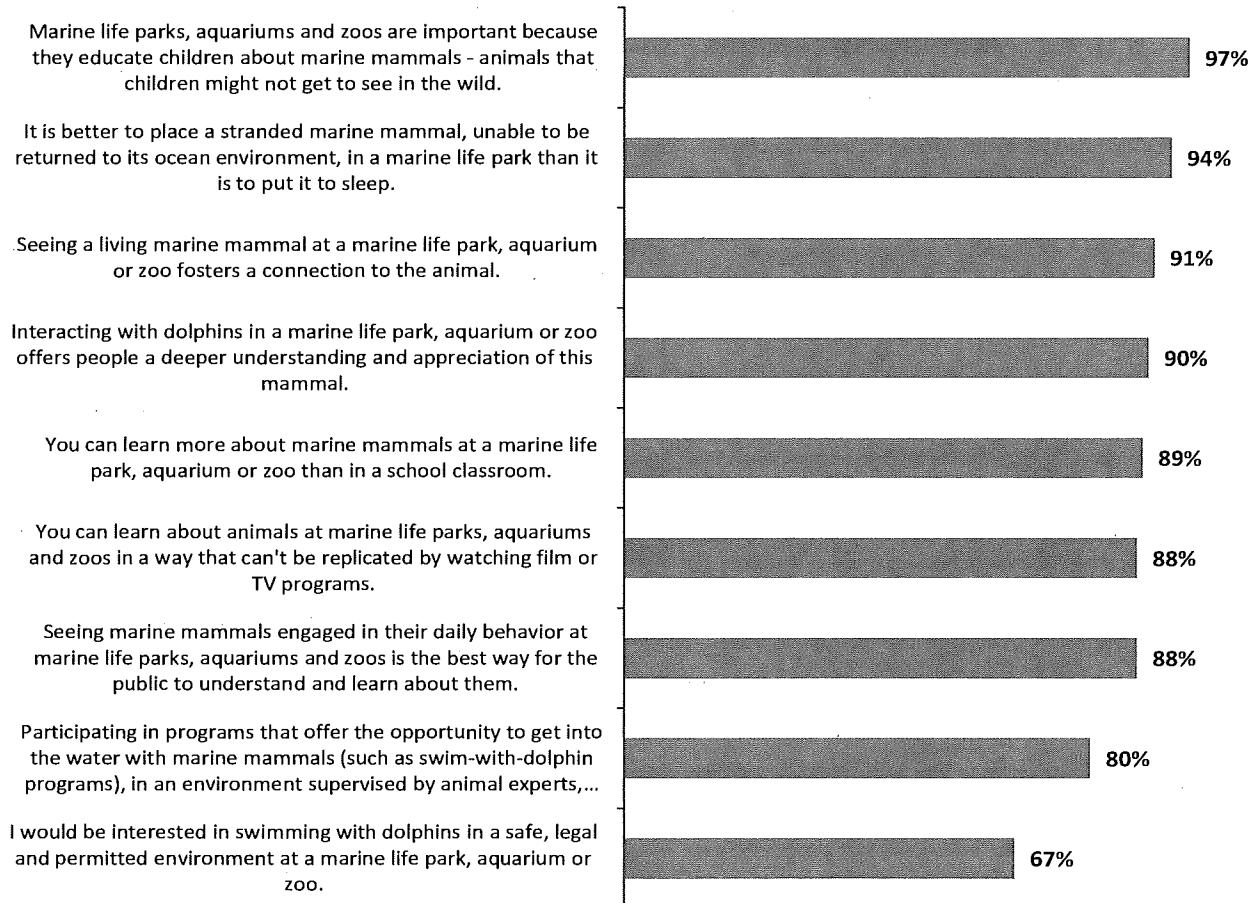 Marine life parks, aquariums and zoos are important because
they educate children about marine mammals - animals that
children might not get to see in the wild.
97%
It is better to place a stranded marine mammal, unable to be
returned to its ocean environment, in a marine life park than it
is to put it to sleep.
94%
Seeing a living marine mammal at a marine life park, aquarium
or zoo fosters a connection to the animal.
91%
Interacting with dolphins in a marine life park, aquarium or zoo
offers people a deeper understanding and appreciation of this
mammal.
90%
You can learn more about marine mammals at a marine life
park, aquarium or zoo than in a school classroom.
89%
You can learn about animals at marine life parks, aquariums
and zoos in a way that can't be replicated by watching film or
TV programs.
88%
Seeing marine mammals engaged in their daily behavior at
marine life parks, aquariums and zoos is the best way for the
public to understand and learn about them.
88%
Participating in programs that offer the opportunity to get into
the water with marine mammals (such as swim-with-dolphin
programs), in an environment supervised by animal experts,...
80%
I would be interested in swimming with dolphins in a safe, legal
and permitted environment at a marine life park, aquarium or
zoo.
67%